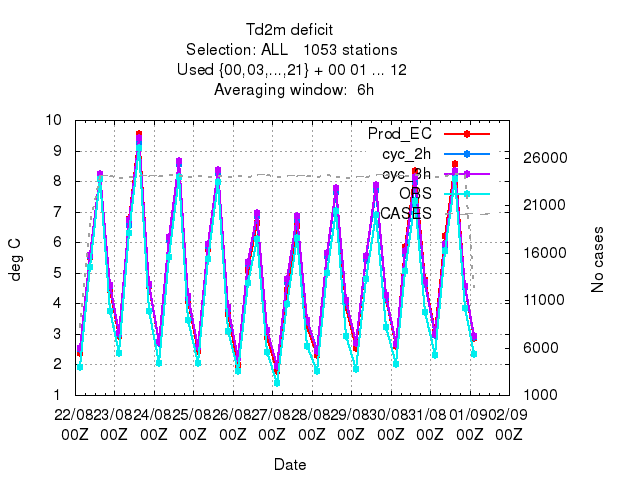 Td2m deficit
Selection: ALL   1053 stations
Used {00,03,...,21} + 00 01 ... 12
Averaging window:  6h
Prod_EC
cyc_2h
cyc_3h
OBS
CASES
10
9
8
7
6
5
4
3
2
1
deg C
26000
21000
16000
11000
6000
1000
No cases
22/08 23/08 24/08 25/08 26/08 27/08 28/08 29/08 30/08 31/08 01/09 02/09
00Z 00Z 00Z 00Z 00Z 00Z 00Z 00Z 00Z 00Z 00Z 00Z
Date